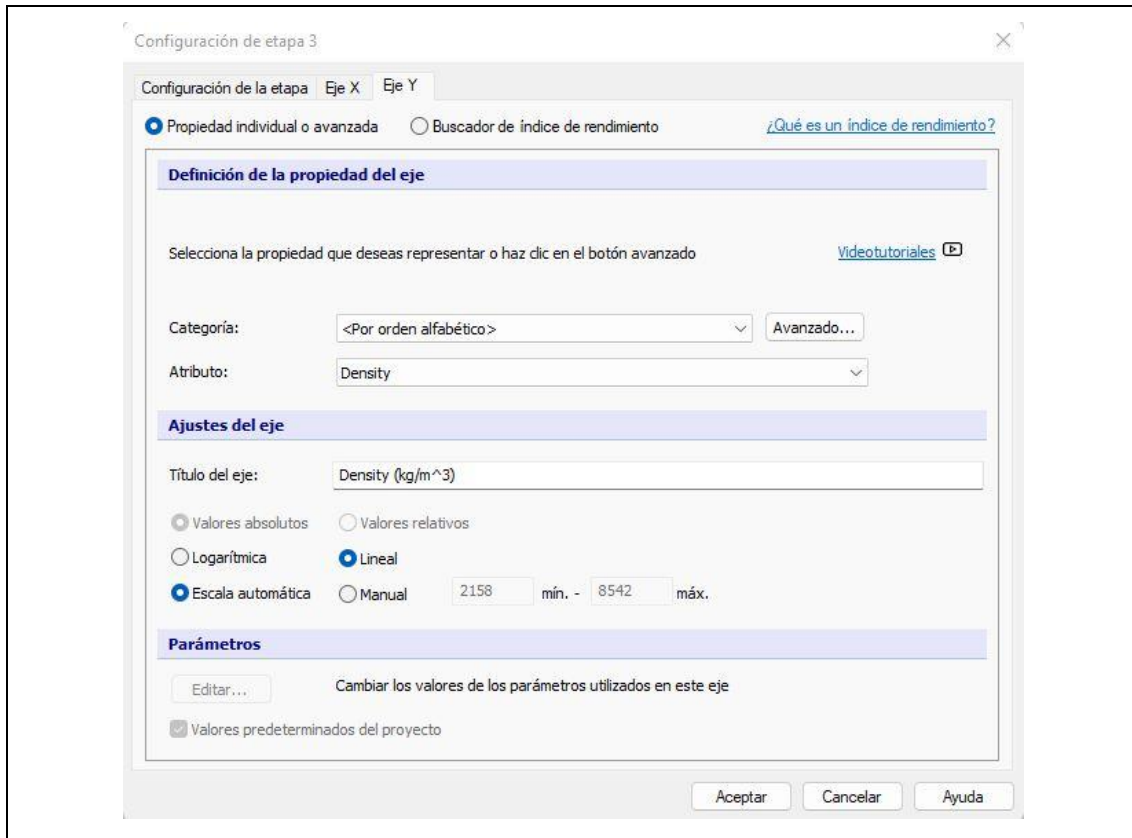 Configuración de etapa 3
Configuración de la etapa Eje X Eje Y
Propiedad individual o avanzada Buscador de índice de rendimiento ¿Qué es un índice de rendimiento?
Definición de la propiedad del eje
Selecciona la propiedad que deseas representar o haz clic en el botón avanzado Videotutoriales
Categoría: <Por orden alfabético> Avanzado...
Atributo: Density
Ajustes del eje
Título del eje: Density (kg/m^3)
Valores absolutos Valores relativos
Logarítmica Lineal
Escala automática Manual 2158 mín. - 8542 máx.
Parámetros
Editar... Cambiar los valores de los parámetros utilizados en este eje
Valores predeterminados del proyecto
Aceptar Cancelar Ayuda